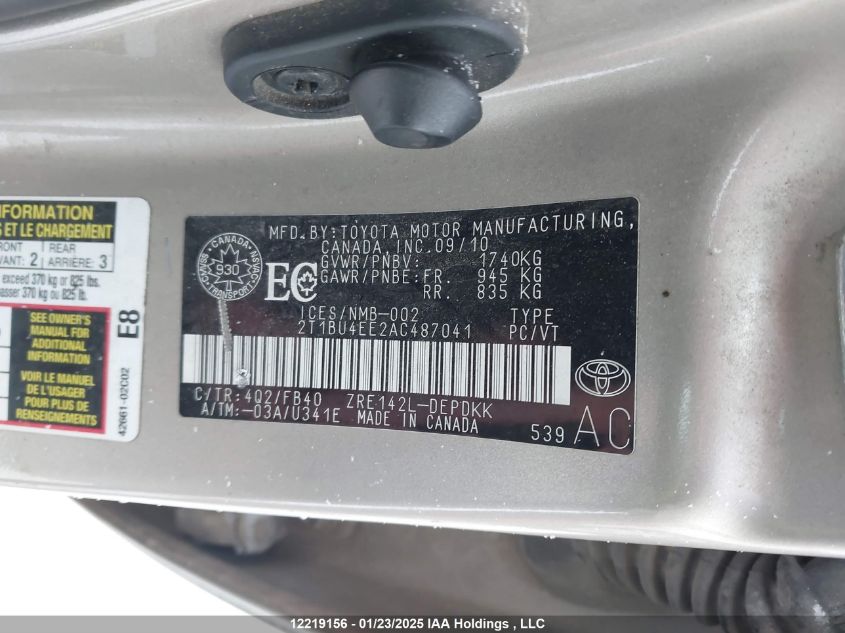 INFORMATION
S ET LE CHARGEMENT
FRONT
VANT: 2
REAR
ARRIÈRE: 3
exceed 370 kg or 825 lbs.
passer 370 kg ou 825 lb.
SEE OWNER'S
MANUAL FOR
ADDITIONAL
INFORMATION
VOIR LE MANUEL
DE L'USAGER
POUR PLUS DE
RENSEIGNEMENTS
E8
42661-02C02
MFD.BY:TOYOTA MOTOR MANUFACTURING,
CANADA,INC.09/10
GVWR/PNBV: 1740KG
GAWR/PNBE:FR. 945 KG
RR. 835 KG
CANADA
930
TRANSPORT
EC
ICES/NMB-002 TYPE
2T1BU4EE2AC487041 PC/VT
C/TR:4Q2/FB40 ZRE142L-DEPDKK
A/TM:-03A/U341E MADE IN CANADA
539 AC
12219156 - 01/23/2025 IAA Holdings , LLC